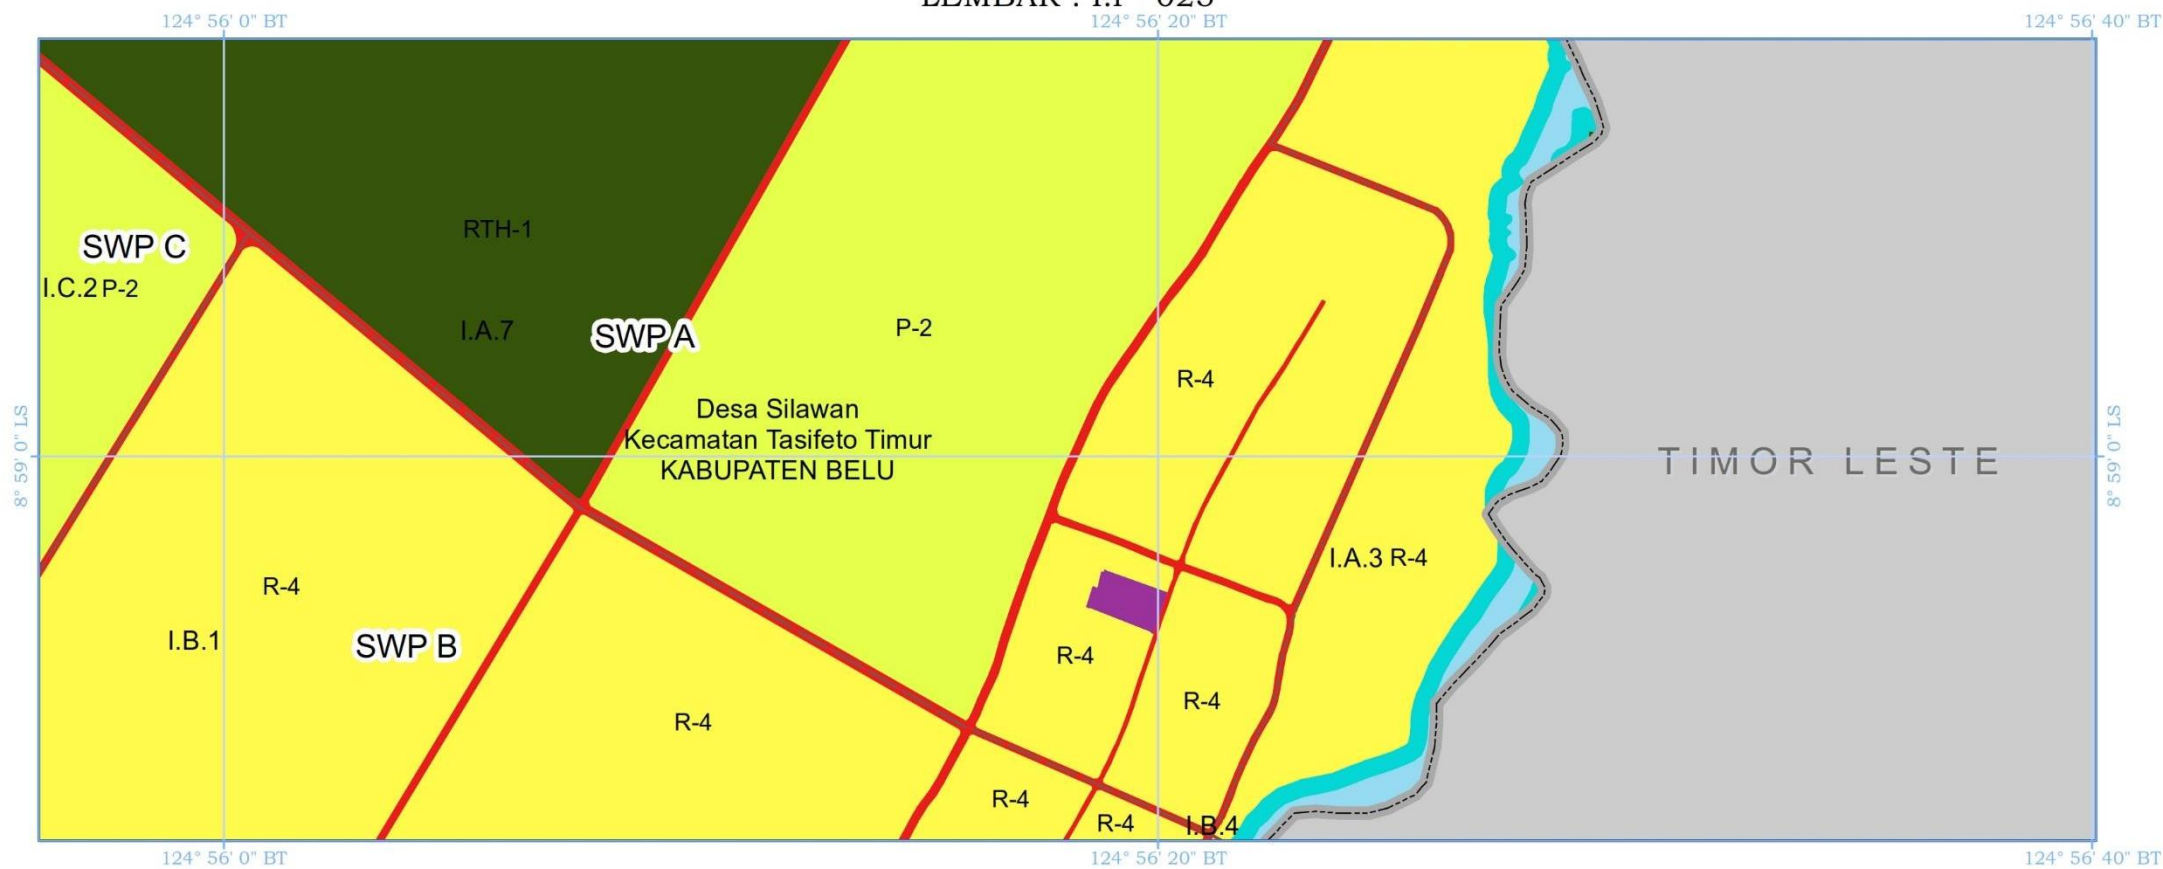 124° 56' 0" BT
124° 56' 20" BT
124° 56' 40" BT
RTH-1
SWP C
I.C.2 P-2
I.A.7
SWP A
P-2
R-4
Desa Silawan
Kecamatan Tasifeto Timur
KABUPATEN BELU
8° 59' 0" LS
TIMOR LESTE
8° 59' 0" LS
I.A.3 R-4
R-4
I.B.1
SWP B
R-4
R-4
R-4
R-4
R-4
I.B.4
124° 56' 0" BT
124° 56' 20" BT
124° 56' 40" BT